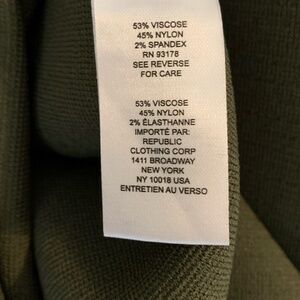 53% VISCOSE
45% NYLON
2% SPANDEX
RN 93178
SEE REVERSE
FOR CARE
53% VISCOSE
45% NYLON
2% ÉLASTHANNE
IMPORTÉ PAR:
REPUBLIC
CLOTHING CORP
1411 BROADWAY
NEW YORK
NY 10018 USA
ENTRETIEN AU VERSO